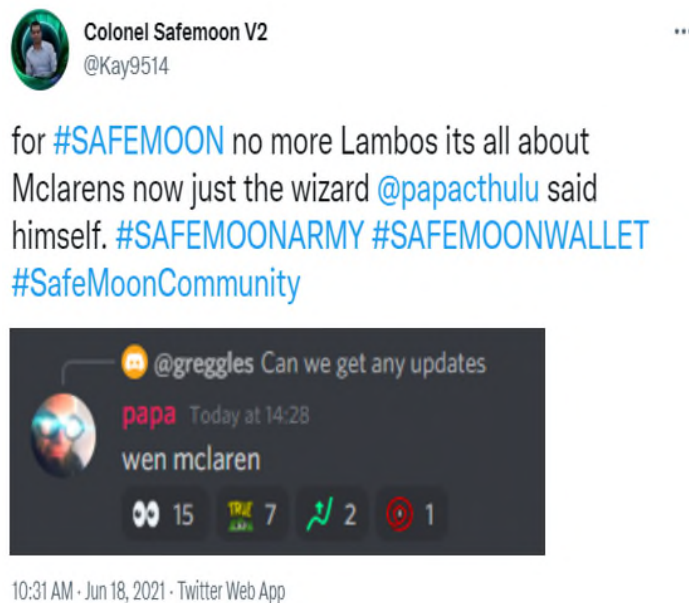 Colonel Safemoon V2
@Kay9514
for #SAFEMOON no more Lambos its all about
Mclarens now just the wizard @papacthulu said
himself. #SAFEMOONARMY #SAFEMOONWALLET
#SafeMoonCommunity
@greggles Can we get any updates
papa Today at 14:28
wen mclaren
15 TRUE 7 2 1
10:31 AM · Jun 18, 2021 · Twitter Web App